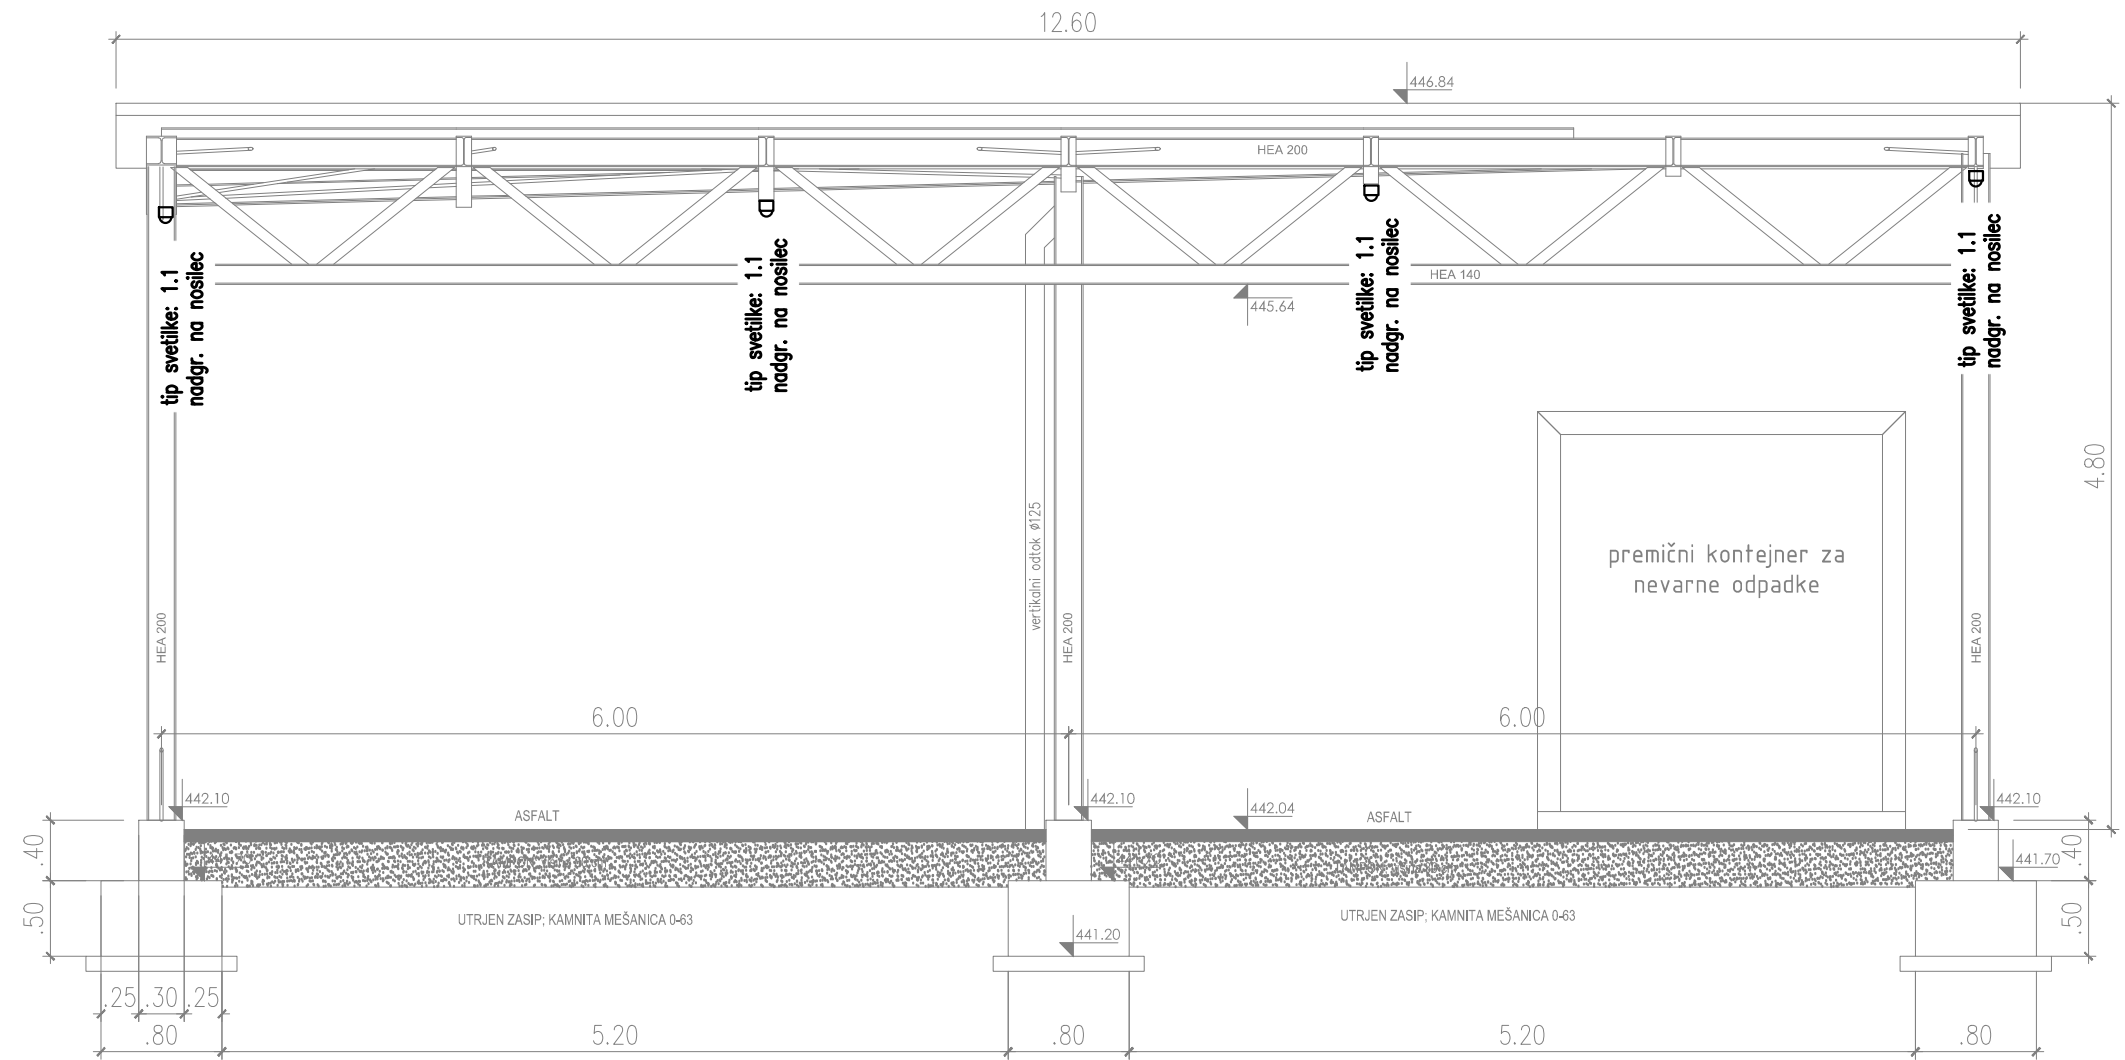 12.60
446.84
HEA 200
HEA 140
445.64
tip svetilke: 1.1
nadgr. na nosilec
tip svetilke: 1.1
nadgr. na nosilec
tip svetilke: 1.1
nadgr. na nosilec
tip svetilke: 1.1
nadgr. na nosilec
4.80
premični kontejner za
nevarne odpadke
vertikalni odtok ø125
HEA 200
HEA 200
HEA 200
6.00
6.00
442.10
442.10
442.04
442.10
ASFALT
ASFALT
.40
.40
441.70
.50
.50
UTRJEN ZASIP; KAMNITA MEŠANICA 0-63
UTRJEN ZASIP; KAMNITA MEŠANICA 0-63
441.20
.25
.30
.25
.80
5.20
.80
5.20
.80